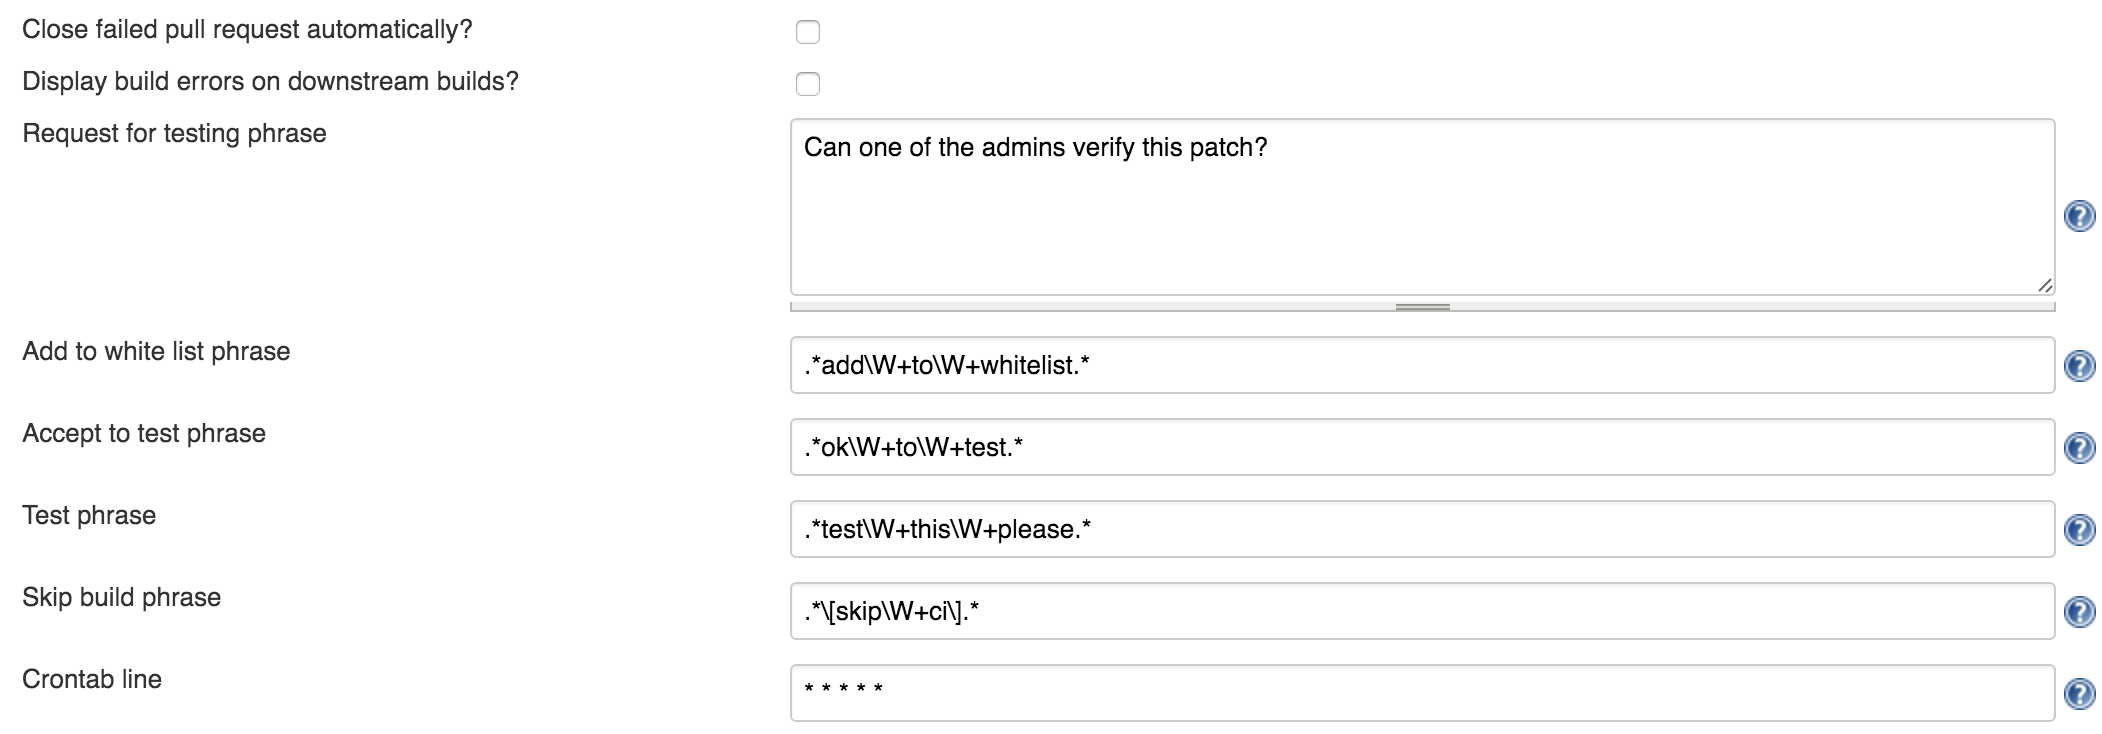 Close failed pull request automatically?
Display build errors on downstream builds?
Request for testing phrase
Can one of the admins verify this patch?
Add to white list phrase
.*add\W+to\W+whitelist.*
Accept to test phrase
.*ok\W+to\W+test.*
Test phrase
.*test\W+this\W+please.*
Skip build phrase
.*\[skip\W+ci\].*
Crontab line
* * * * *